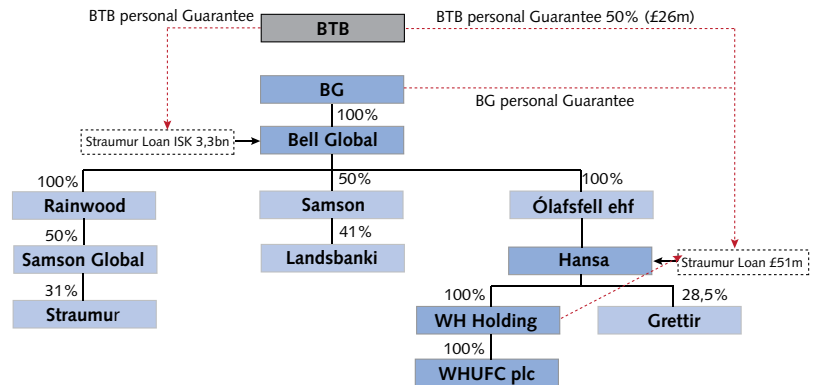 BTB personal Guarantee
BTB
BTB personal Guarantee 50% (£26m)
BG
BG personal Guarantee
100%
Straumur Loan ISK 3,3bn
Bell Global
100%
50%
100%
Rainwood
Samson
Ólafsfell ehf
50%
41%
Samson Global
Landsbanki
Hansa
Straumur Loan £51m
31%
100%
28,5%
Straumur
WH Holding
Grettir
100%
WHUFC plc